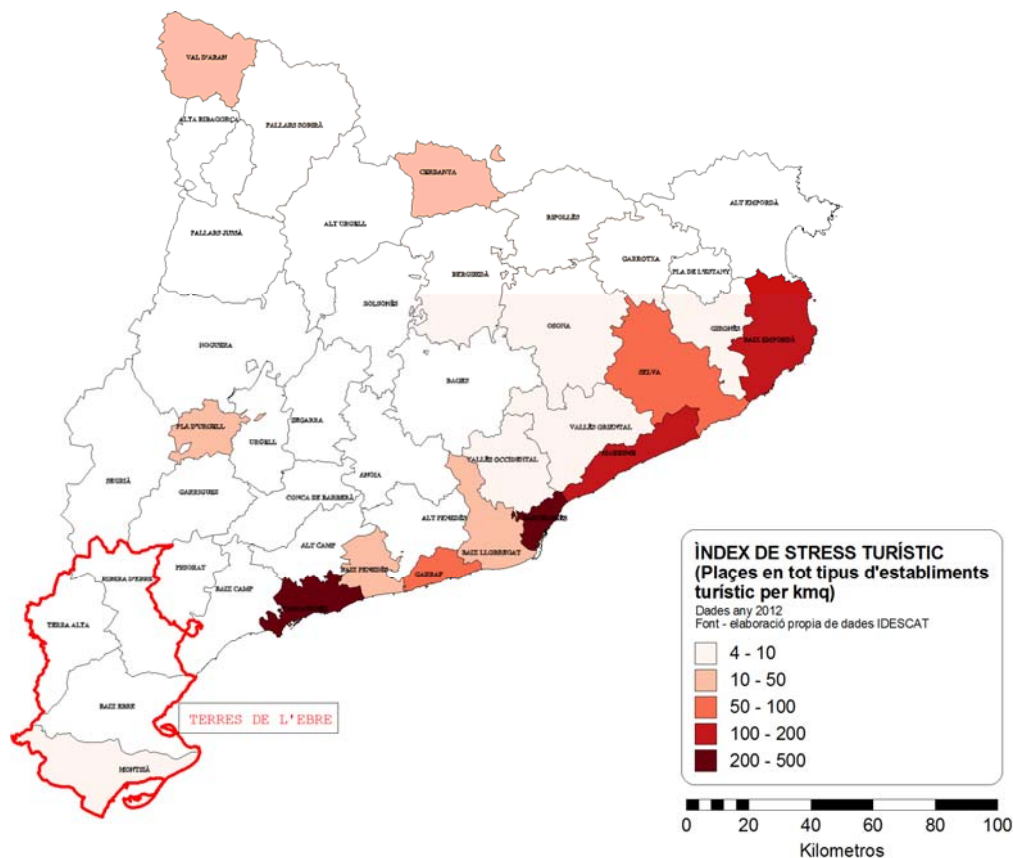 VAL D'ARAN
ALTA RIBAGORÇA
PALLARS SOBIRÀ
CERDANYA
RIPOLLÈS
ALT EMPORDÀ
ALT URGELL
PALLARS JUSSÀ
GARROTXA
PLA DE L'ESTANY
BERGUEDÀ
SOLSONÈS
OSONA
GIRONÈS
BAIX EMPORDÀ
NOGUERA
BAGES
SELVA
PLA D'URGELL
SEGARRA
URGELL
VALLÈS ORIENTAL
MARESME
VALLÈS OCCIDENTAL
SEGRIÀ
ANOIA
GARRIGUES
CONCA DE BARBERÀ
ALT PENEDÈS
ALT CAMP
BAIX LLOBREGAT
PRIORAT
BAIX PENEDÈS
GARRAF
RIBERA D'EBRE
BAIX CAMP
TERRA ALTA
BAIX EBRE
TERRES DE L'EBRE
MONTSIÀ
ÌNDEX DE STRESS TURÍSTIC
(Plaçes en tot tipus d'establiments
turístic per kmq)
Dades any 2012
Font - elaboració propia de dades IDESCAT
4 - 10
10 - 50
50 - 100
100 - 200
200 - 500
0 20 40 60 80 100
Kilometros